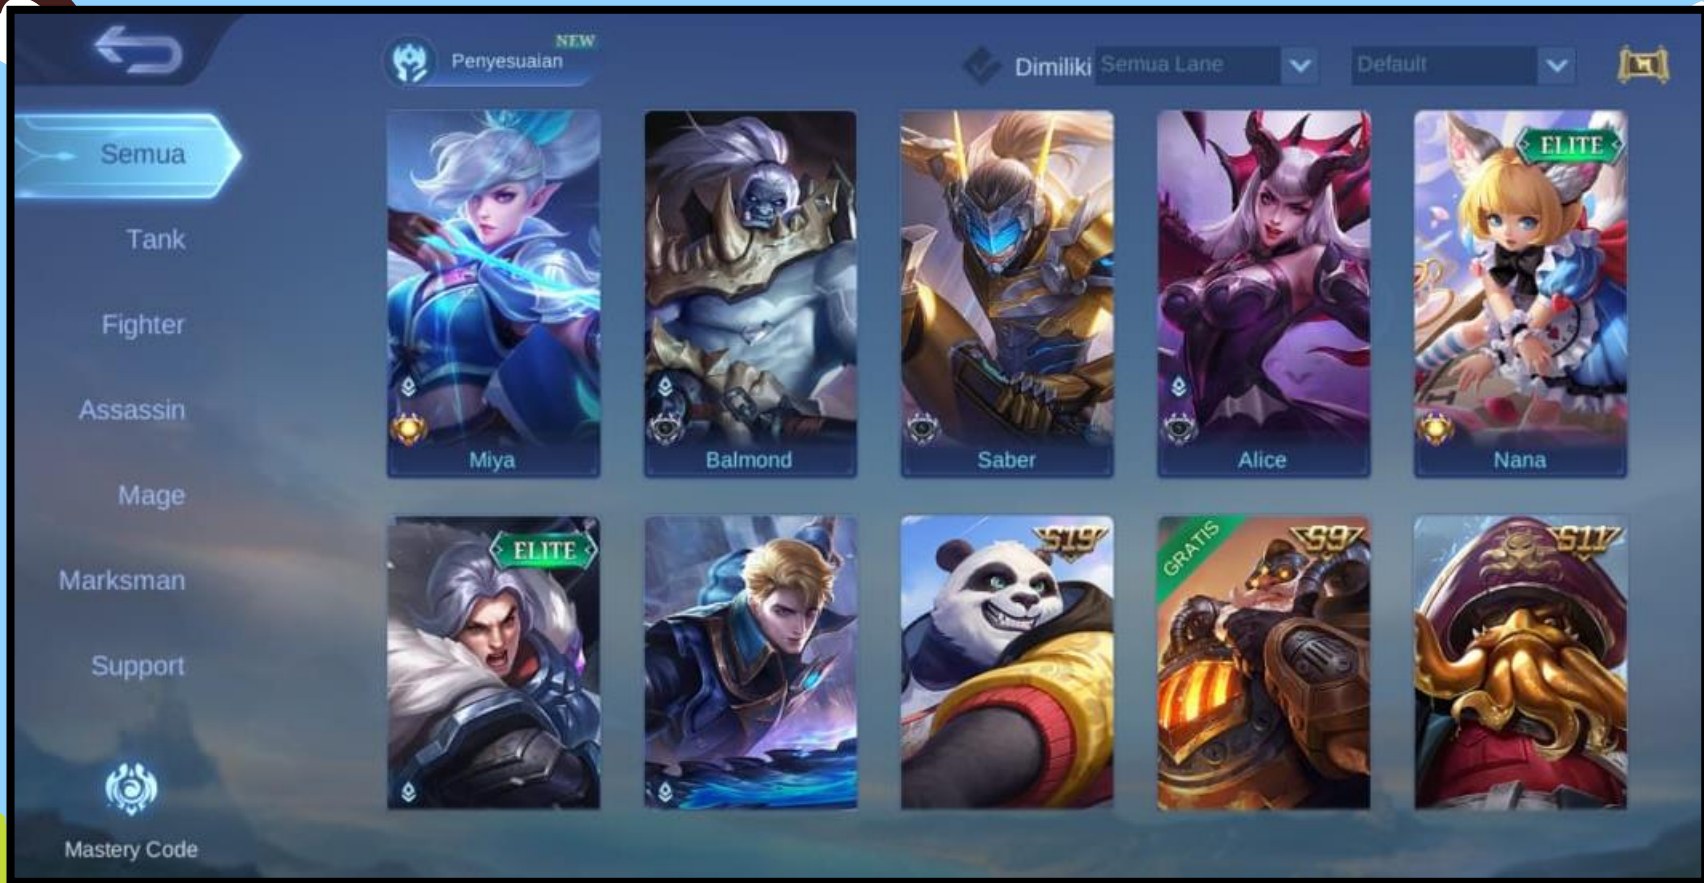 NEW
Penyesuaian
Dimiliki
Semua Lane
Default
Semua
Tank
Fighter
Assassin
Mage
Marksman
Support
Mastery Code
Miya
Balmond
Saber
Alice
ELITE
Nana
ELITE
S19
GRATIS
S9
S11